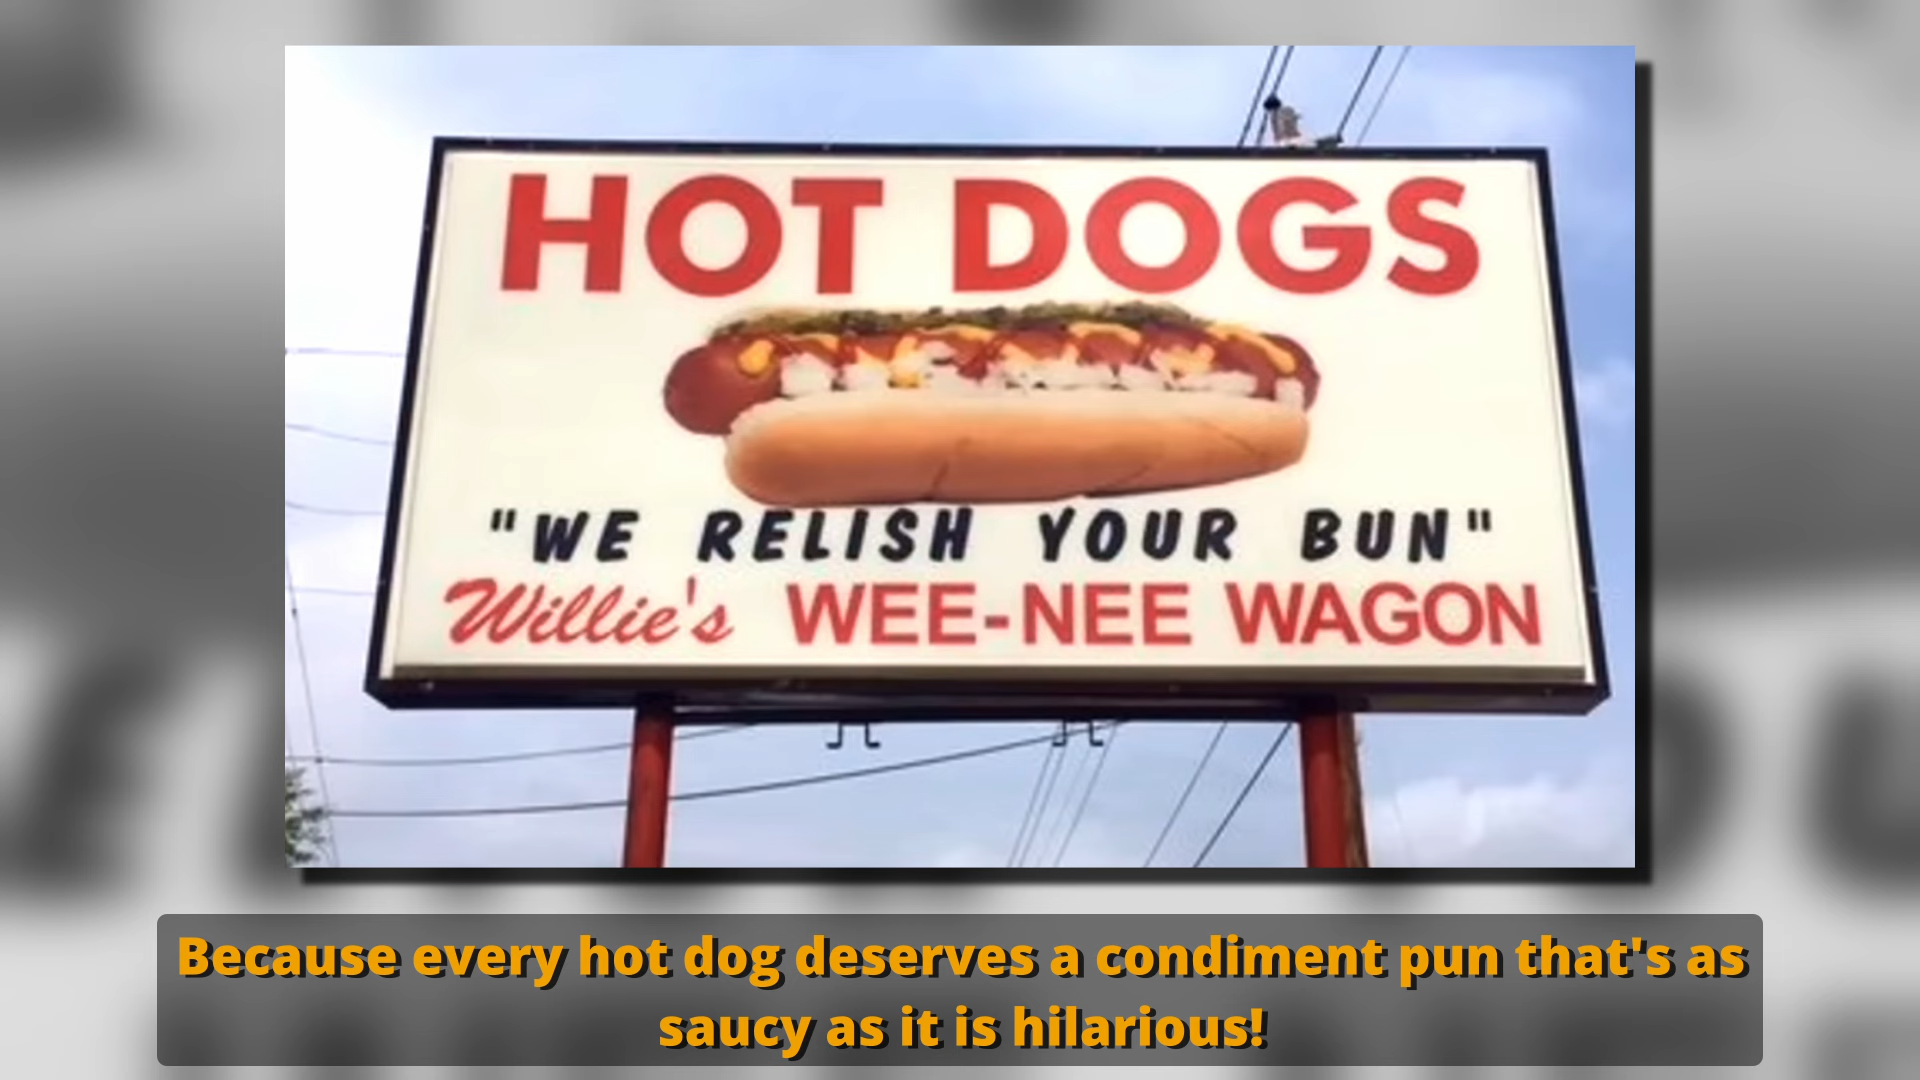 HOT DOGS
"WE RELISH YOUR BUN"
Willie's WEE-NEE WAGON
Because every hot dog deserves a condiment pun that's as
saucy as it is hilarious!